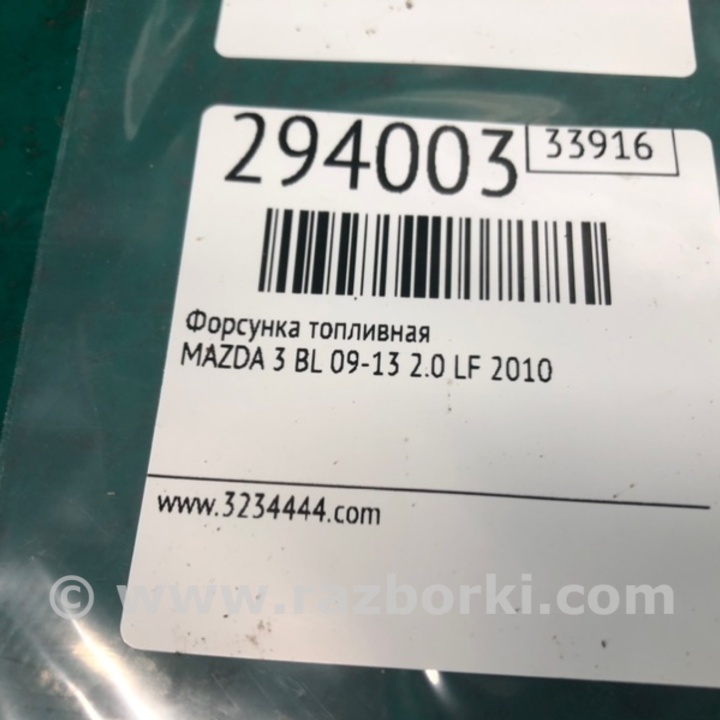 294003
33916
Форсунка топливная
MAZDA 3 BL 09-13 2.0 LF 2010
www.3234444.com
© www.razborki.com